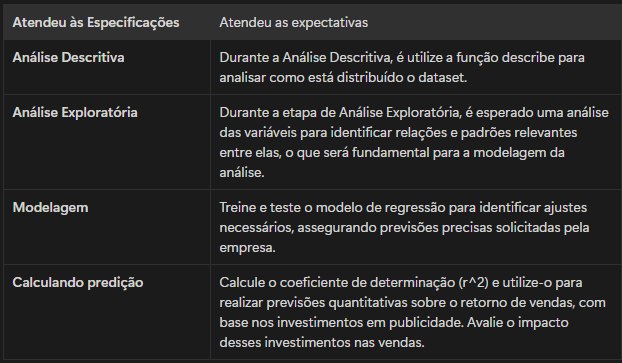 Atendeu às Especificações
Atendeu as expectativas
Análise Descritiva
Durante a Análise Descritiva, é utilize a função describe para
analisar como está distribuído o dataset.
Análise Exploratória
Durante a etapa de Análise Exploratória, é esperado uma análise
das variáveis para identificar relações e padrões relevantes
entre elas, o que será fundamental para a modelagem da
análise.
Modelagem
Treine e teste o modelo de regressão para identificar ajustes
necessários, assegurando previsões precisas solicitadas pela
empresa.
Calculando predição
Calcule o coeficiente de determinação (r^2) e utilize-o para
realizar previsões quantitativas sobre o retorno de vendas, com
base nos investimentos em publicidade. Avalie o impacto
desses investimentos nas vendas.